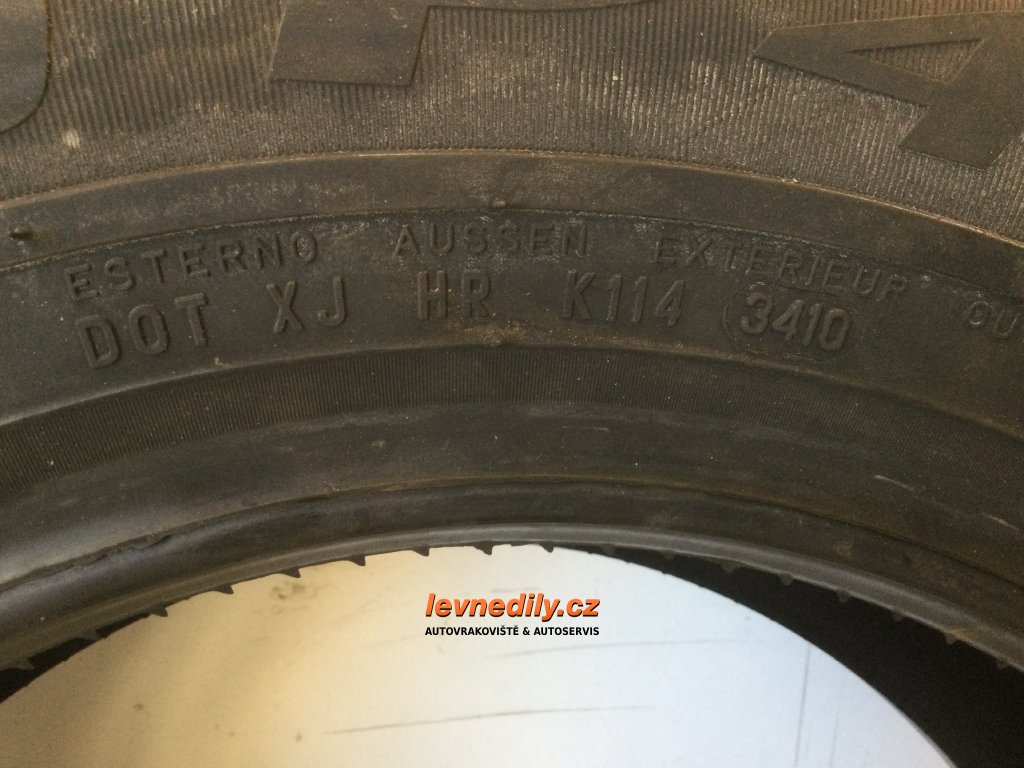 ESTERNO AUSSEN EXTERIEUR
DOT XJ HR K114 3410
levnedily.cz
AUTOVRAKOVIŠTĚ & AUTOSERVIS